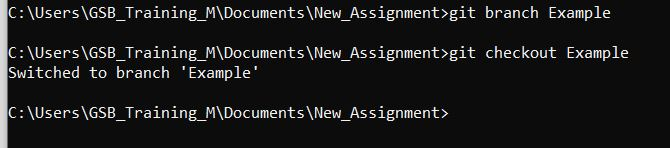 C:\Users\GSB_Training_M\Documents\New_Assignment>git branch Example
C:\Users\GSB_Training_M\Documents\New_Assignment>git checkout Example
Switched to branch 'Example'
C:\Users\GSB_Training_M\Documents\New_Assignment>